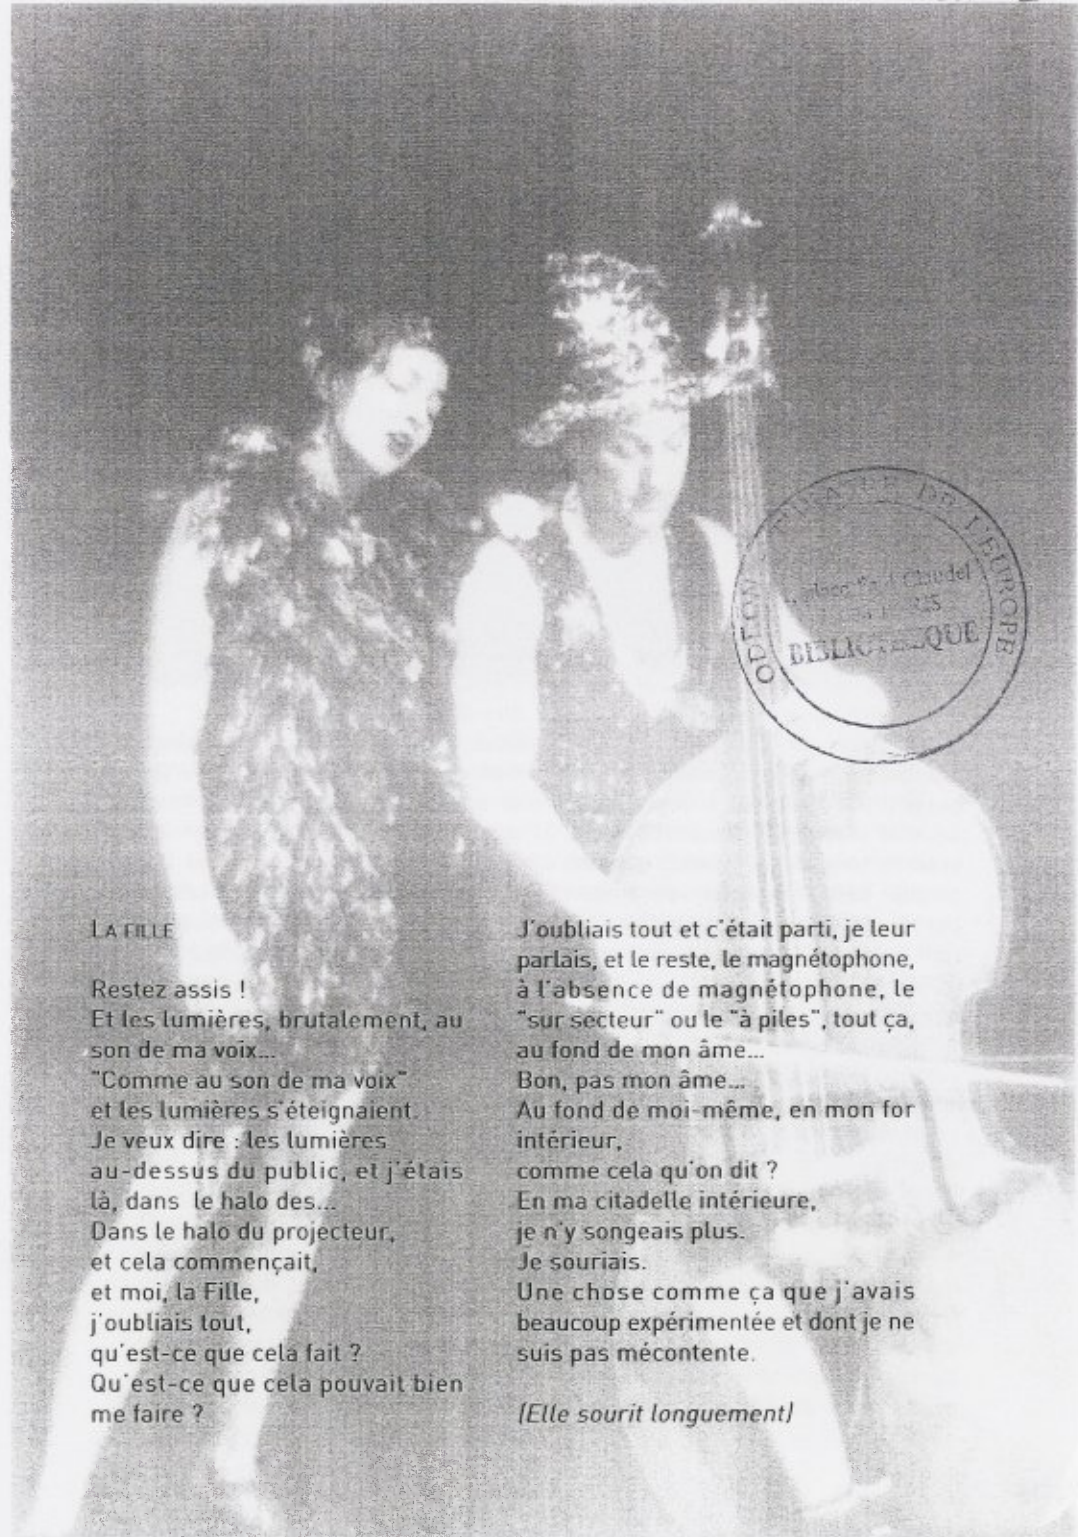 LA FILLE
Restez assis !
Et les lumières, brutalement, au
son de ma voix...
"Comme au son de ma voix"
et les lumières s'éteignaient.
Je veux dire : les lumières
au-dessus du public, et j'étais
là, dans le halo des...
Dans le halo du projecteur,
et cela commençait,
et moi, la Fille,
j'oubliais tout,
qu'est-ce que cela fait ?
Qu'est-ce que cela pouvait bien
me faire ?
J'oubliais tout et c'était parti, je leur
parlais, et le reste, le magnétophone,
à l'absence de magnétophone, le
"sur secteur" ou le "à piles", tout ça,
au fond de mon âme...
Bon, pas mon âme...
Au fond de moi-même, en mon for
intérieur,
comme cela qu'on dit ?
En ma citadelle intérieure,
je n'y songeais plus.
Je souriais.
Une chose comme ça que j'avais
beaucoup expérimentée et dont je ne
suis pas mécontente.
(Elle sourit longuement)
ODEON DE L'EUROPE
place Claudel